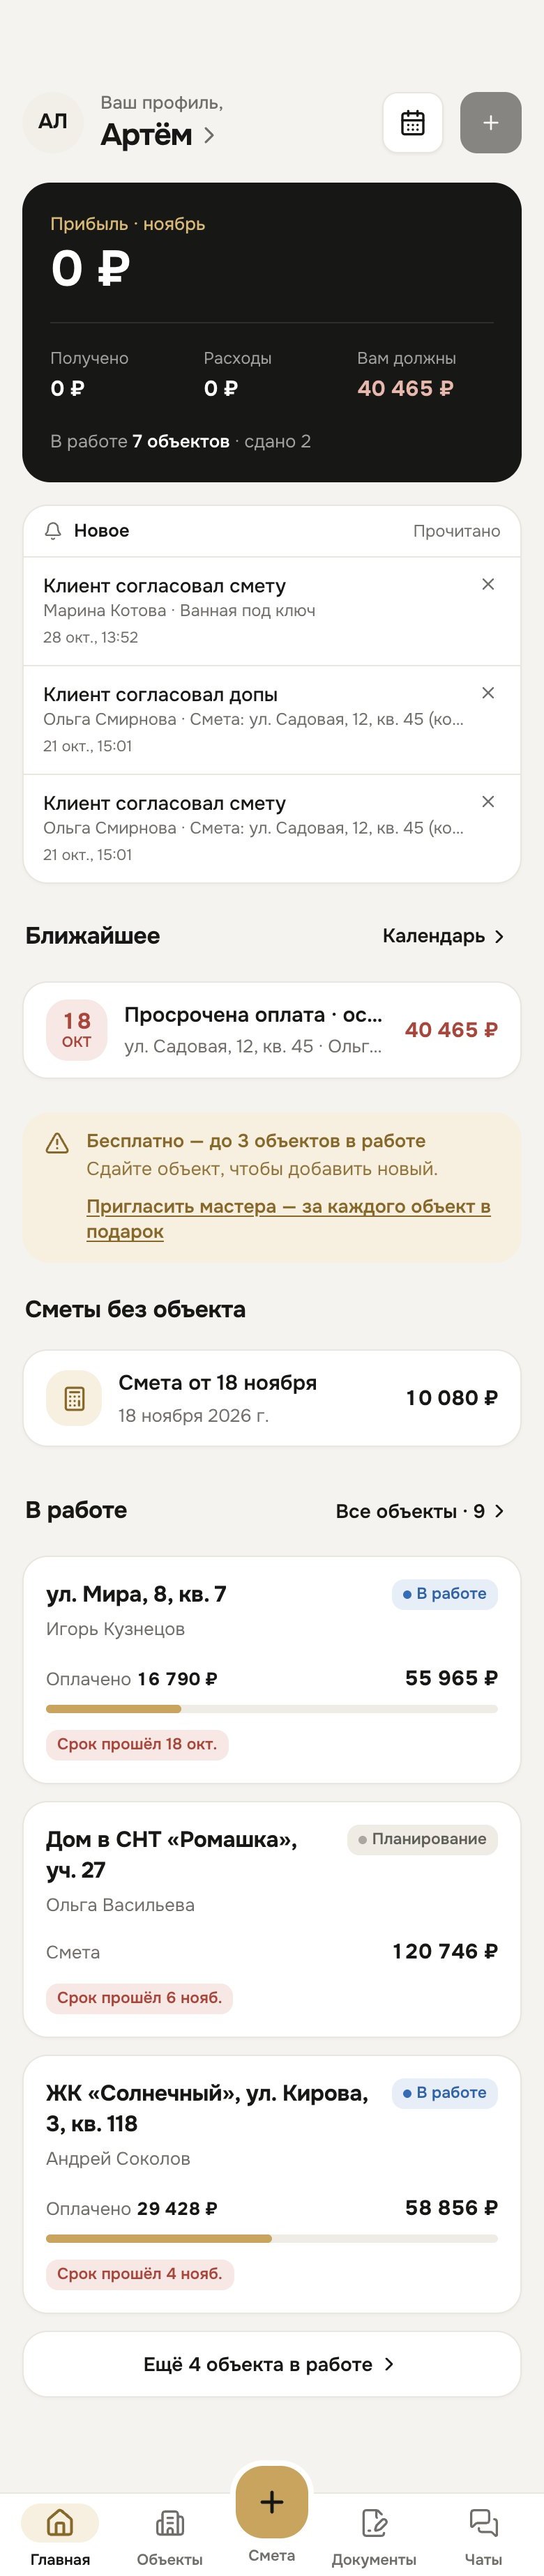 АЛ
Ваш профиль,
Артём
Прибыль · ноябрь
0 ₽
Получено Расходы Вам должны
0 ₽ 0 ₽ 40 465 ₽
В работе 7 объектов · сдано 2
Новое Прочитано
Клиент согласовал смету
Марина Котова · Ванная под ключ
28 окт., 13:52
Клиент согласовал допы
Ольга Смирнова · Смета: ул. Садовая, 12, кв. 45 (ко...
21 окт., 15:01
Клиент согласовал смету
Ольга Смирнова · Смета: ул. Садовая, 12, кв. 45 (ко...
21 окт., 15:01
Ближайшее Календарь
18
ОКТ
Просрочена оплата · ос...
ул. Садовая, 12, кв. 45 · Ольг...
40 465 ₽
Бесплатно — до 3 объектов в работе
Сдайте объект, чтобы добавить новый.
Пригласить мастера — за каждого объект в
подарок
Сметы без объекта
Смета от 18 ноября
18 ноября 2026 г.
10 080 ₽
В работе Все объекты · 9
ул. Мира, 8, кв. 7 В работе
Игорь Кузнецов
Оплачено 16 790 ₽ 55 965 ₽
Срок прошёл 18 окт.
Дом в СНТ «Ромашка», Планирование
уч. 27
Ольга Васильева
Смета 120 746 ₽
Срок прошёл 6 нояб.
ЖК «Солнечный», ул. Кирова, В работе
3, кв. 118
Андрей Соколов
Оплачено 29 428 ₽ 58 856 ₽
Срок прошёл 4 нояб.
Ещё 4 объекта в работе
Главная Объекты Смета Документы Чаты